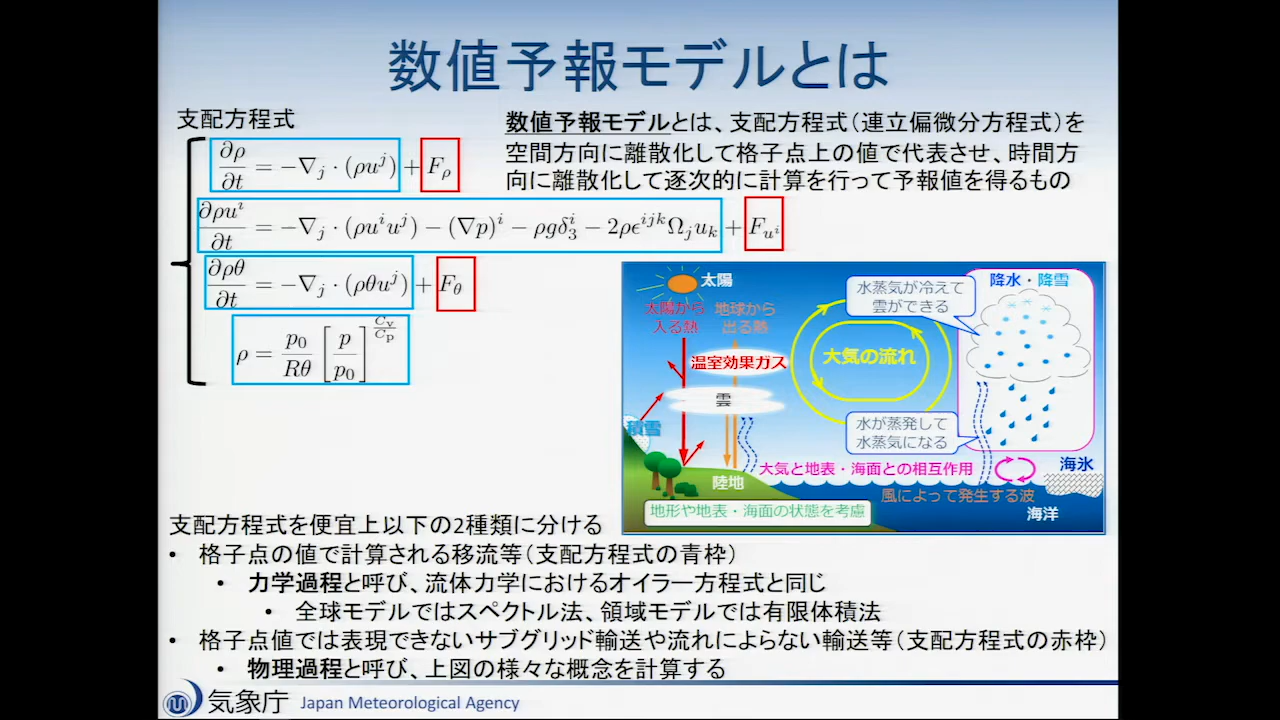 数値予報モデルとは
支配方程式
∂ρ/∂t = −∇j · (ρu^j) + Fρ
∂ρu^i/∂t = −∇j · (ρu^i u^j) − (∇p)^i − ρgδ^i_3 − 2ρϵ^{ijk}Ωj uk + F_{u^i}
∂ρθ/∂t = −∇j · (ρθu^j) + Fθ
ρ = p0/Rθ [p/p0]^{Cv/Cp}
数値予報モデルとは、支配方程式（連立偏微分方程式）を
空間方向に離散化して格子点上の値で代表させ、時間方
向に離散化して逐次的に計算を行って予報値を得るもの
太陽
太陽から
入る熱
地球から
出る熱
温室効果ガス
雲
積雪
大気の流れ
水蒸気が冷えて
雲ができる
降水・降雪
水が蒸発して
水蒸気になる
大気と地表・海面との相互作用
海氷
陸地
風によって発生する波
地形や地表・海面の状態を考慮
海洋
支配方程式を便宜上以下の2種類に分ける
• 格子点の値で計算される移流等（支配方程式の青枠）
• 力学過程と呼び、流体力学におけるオイラー方程式と同じ
• 全球モデルではスペクトル法、領域モデルでは有限体積法
• 格子点値では表現できないサブグリッド輸送や流れによらない輸送等（支配方程式の赤枠）
• 物理過程と呼び、上図の様々な概念を計算する
気象庁 Japan Meteorological Agency